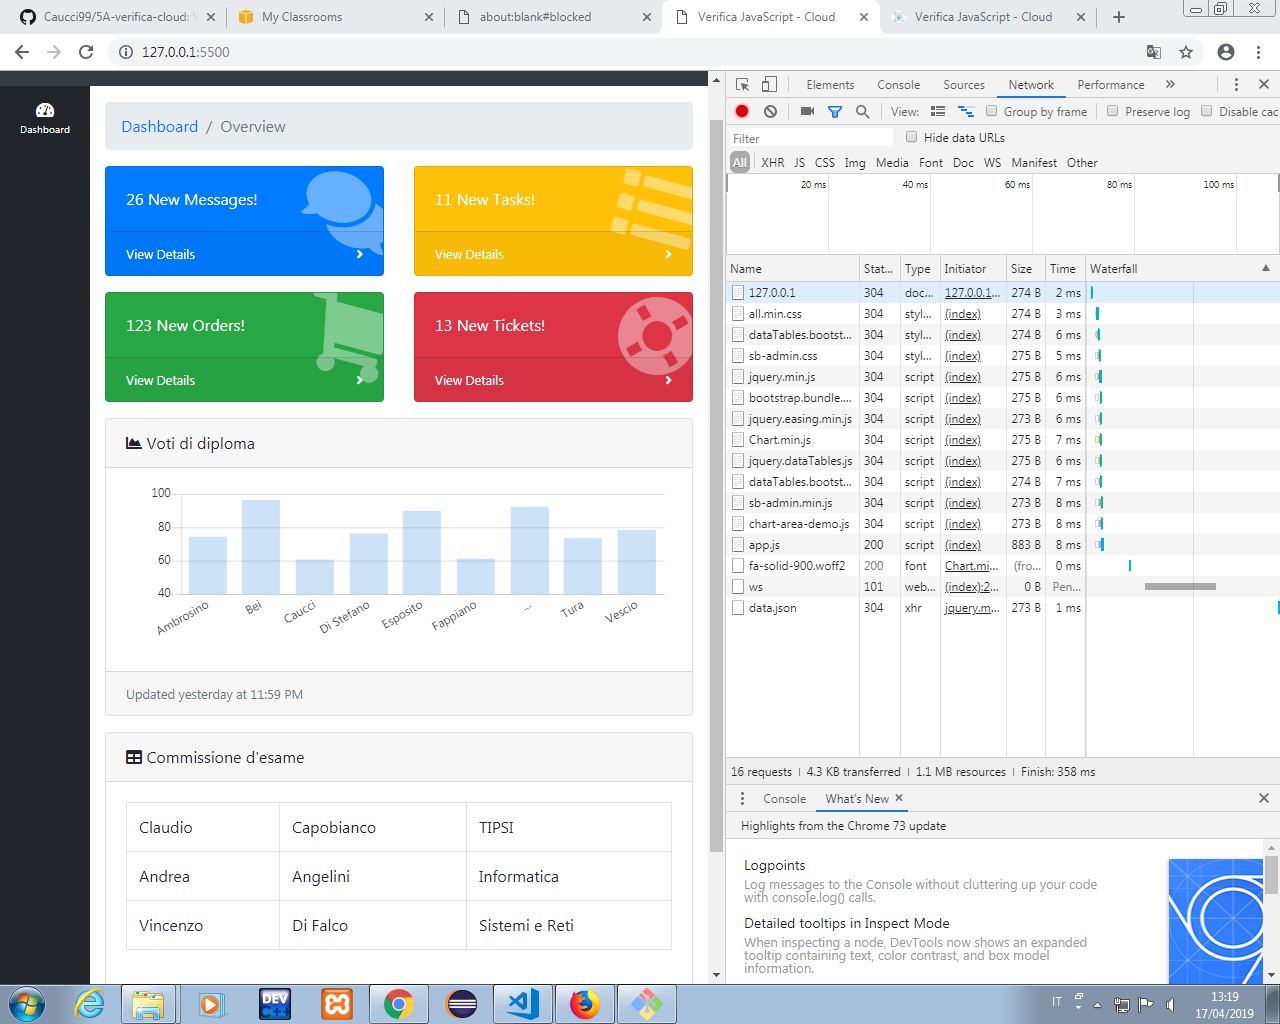 Caucci99/5A-verifica-cloud: V
My Classrooms
about:blank#blocked
Verifica JavaScript - Cloud
Verifica JavaScript - Cloud
127.0.0.1:5500
Dashboard
Dashboard / Overview
26 New Messages!
View Details
11 New Tasks!
View Details
123 New Orders!
View Details
13 New Tickets!
View Details
Voti di diploma
100
80
60
40
Ambrosino
Bei
Caucci
Di Stefano
Esposito
Fappiano
...
Tura
Vescio
Updated yesterday at 11:59 PM
Commissione d'esame
Claudio Capobianco TIPSI
Andrea Angelini Informatica
Vincenzo Di Falco Sistemi e Reti
Elements Console Sources Network Performance
View: Group by frame Preserve log Disable cac
Filter Hide data URLs
All XHR JS CSS Img Media Font Doc WS Manifest Other
20 ms 40 ms 60 ms 80 ms 100 ms
Name Stat... Type Initiator Size Time Waterfall
127.0.0.1 304 doc... 127.0.0.1... 274 B 2 ms
all.min.css 304 styl... (index) 274 B 3 ms
dataTables.bootst... 304 styl... (index) 274 B 6 ms
sb-admin.css 304 styl... (index) 275 B 5 ms
jquery.min.js 304 script (index) 275 B 6 ms
bootstrap.bundle.... 304 script (index) 275 B 6 ms
jquery.easing.min.js 304 script (index) 273 B 6 ms
Chart.min.js 304 script (index) 275 B 7 ms
jquery.dataTables.js 304 script (index) 275 B 6 ms
dataTables.bootst... 304 script (index) 274 B 7 ms
sb-admin.min.js 304 script (index) 273 B 8 ms
chart-area-demo.js 304 script (index) 273 B 8 ms
app.js 200 script (index) 883 B 8 ms
fa-solid-900.woff2 200 font Chart.mi... (fro... 0 ms
ws 101 web... (index):2... 0 B Pen...
data.json 304 xhr jquery.m... 273 B 1 ms
16 requests | 4.3 KB transferred | 1.1 MB resources | Finish: 358 ms
Console What's New
Highlights from the Chrome 73 update
Logpoints
Log messages to the Console without cluttering up your code
with console.log() calls.
Detailed tooltips in Inspect Mode
When inspecting a node, DevTools now shows an expanded
tooltip containing text, color contrast, and box model
information.
DEV
C++
IT
13:19
17/04/2019